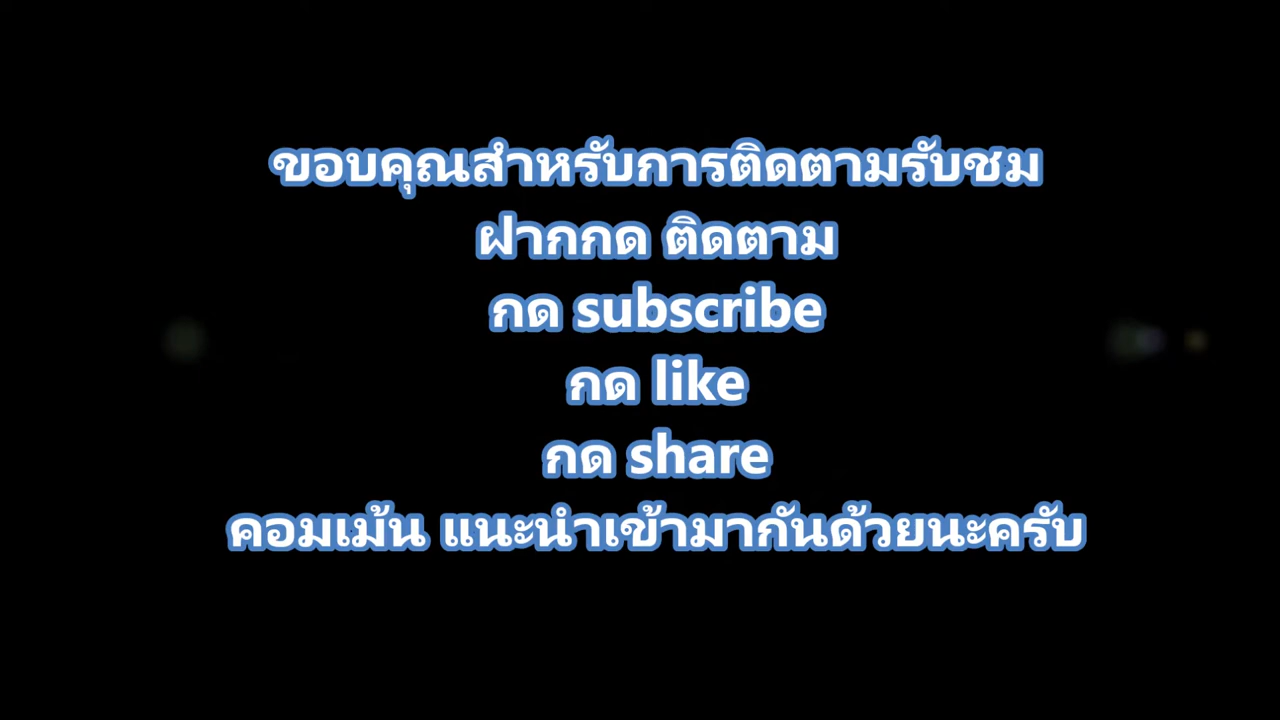 ขอบคุณสำหรับการติดตามรับชม
ฝากกด ติดตาม
กด subscribe
กด like
กด share
คอมเม้น แนะนำเข้ามากันด้วยนะครับ